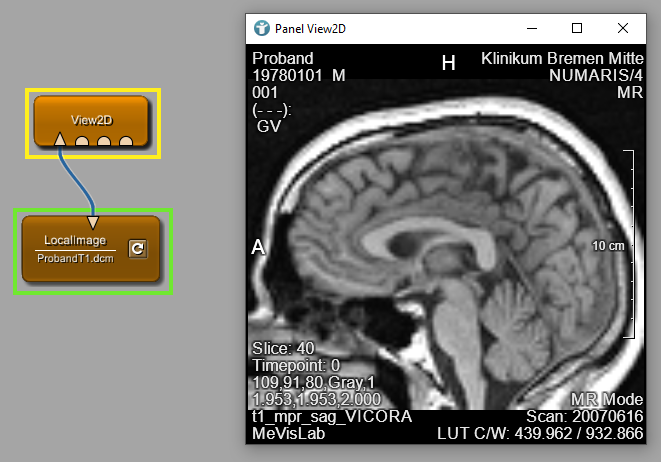 View2D
LocalImage
ProbandT1.dcm
Panel View2D
Proband
19780101 M
001
(- - -):
GV
H
Klinikum Bremen Mitte
NUMARIS/4
MR
A
10 cm
Slice: 40
Timepoint: 0
109,91,80,Gray,1
1.953,1.953,2.000
t1_mpr_sag_VICORA
MeVisLab
MR Mode
Scan: 20070616
LUT C/W: 439.962 / 932.866